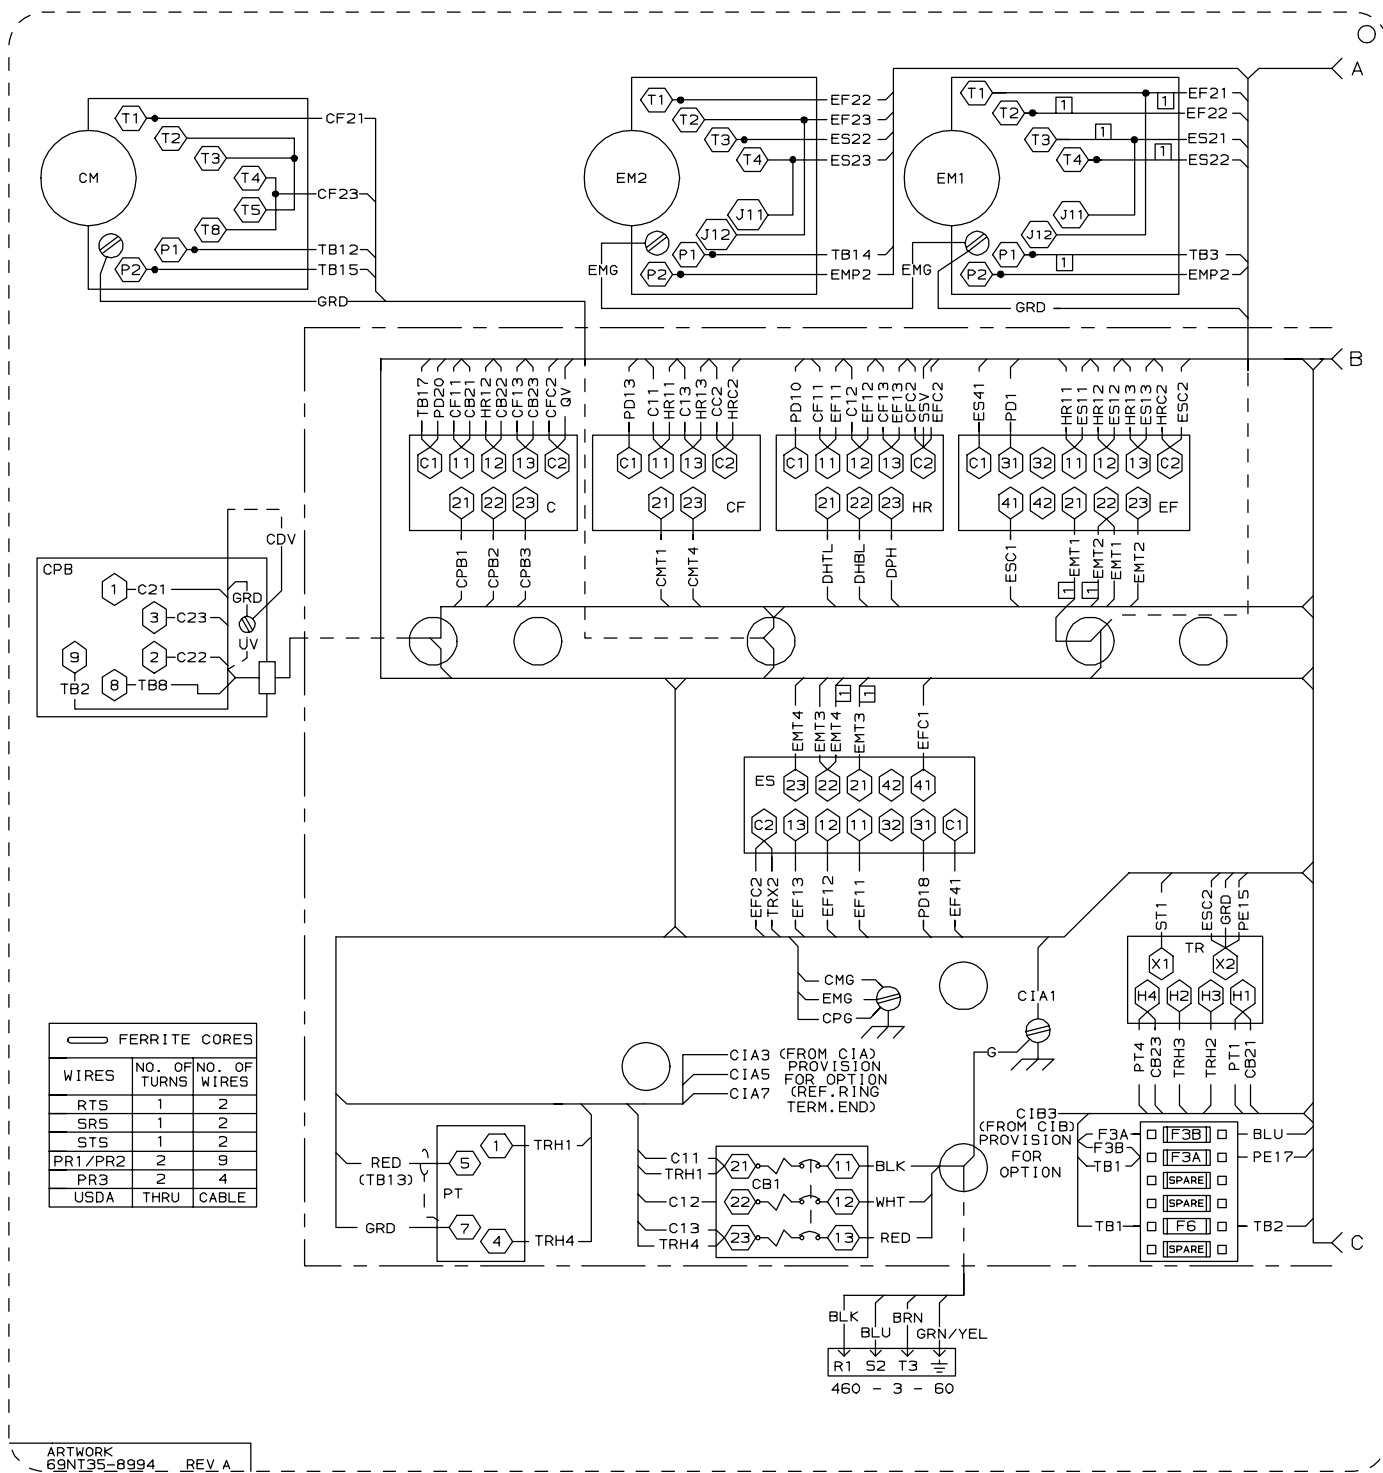 A
CM
T1
T2
T3
T4
T5
T8
P1
P2
CF21
CF23
TB12
TB15
GRD
EM2
T1
T2
T3
T4
J11
J12
P1
P2
EF22
EF23
ES22
ES23
TB14
EMP2
EMG
EM1
T1
T2
T3
T4
J11
J12
P1
P2
1
1
1
1
1
EF21
EF22
ES21
ES22
TB3
EMP2
EMG
GRD
B
TB17
PD20
CF11
CB21
HR12
CB22
CF13
CB23
CFC2
QV
C1 11 12 13 C2
21 22 23 C
CPB1
CPB2
CPB3
PD13
C11
HR11
C13
HR13
CC2
HRC2
C1 11 13 C2
21 23 CF
CMT1
CMT4
PD10
CF11
EF11
C12
EF12
CF13
EF13
CFC2
SSV
EFC2
C1 11 12 13 C2
21 22 23 HR
DHTL
DHBL
DPH
ES41
PD1
HR11
ES11
HR12
ES12
HR13
ES13
HRC2
ESC2
C1 31 32 11 12 13 C2
41 42 21 22 23 EF
ESC1
EMT1
EMT2
EMT1
EMT2
1
1
CPB
CDV
1 C21
GRD
3 C23
UV
2 C22
9
TB2
8 TB8
EMT4
EMT3
EMT4
1
EMT3
1
EFC1
ES 23 22 21 42 41
C2 13 12 11 32 31 C1
EFC2
TRX2
EF13
EF12
EF11
PD18
EF41
ST1
ESC2
GRD
PE15
TR
X1 X2
H4 H2 H3 H1
PT4
CB23
TRH3
TRH2
PT1
CB21
CMG
EMG
CPG
CIA1
G
FERRITE CORES
WIRES NO. OF TURNS NO. OF WIRES
RTS 1 2
SRS 1 2
STS 1 2
PR1/PR2 2 9
PR3 2 4
USDA THRU CABLE
CIA3 (FROM CIA)
PROVISION
CIA5 FOR OPTION
CIA7 (REF.RING
TERM.END)
CIB3
(FROM CIB)
PROVISION
FOR
OPTION
F3A F3B BLU
F3B
TB1 F3A PE17
SPARE
SPARE
TB1 F6 TB2
SPARE
C
1 TRH1
RED 5
(TB13)
PT
GRD 7
4 TRH4
C11
TRH1 21 11 BLK
CB1
C12 22 12 WHT
C13
TRH4 23 13 RED
BLK
BLU
BRN
GRN/YEL
R1 S2 T3
460 - 3 - 60
ARTWORK
69NT35-8994 REV A